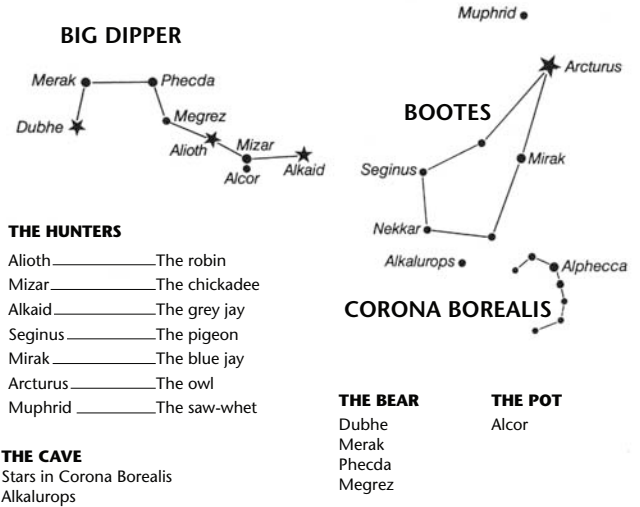 BIG DIPPER
Merak
Phecda
Dubhe
Megrez
Alioth
Mizar
Alcor
Alkaid
Muphrid
Arcturus
BOOTES
Seginus
Mirak
Nekkar
Alkalurops
Alphecca
CORONA BOREALIS
THE HUNTERS
Alioth The robin
Mizar The chickadee
Alkaid The grey jay
Seginus The pigeon
Mirak The blue jay
Arcturus The owl
Muphrid The saw-whet
THE CAVE
Stars in Corona Borealis
Alkalurops
THE BEAR
Dubhe
Merak
Phecda
Megrez
THE POT
Alcor